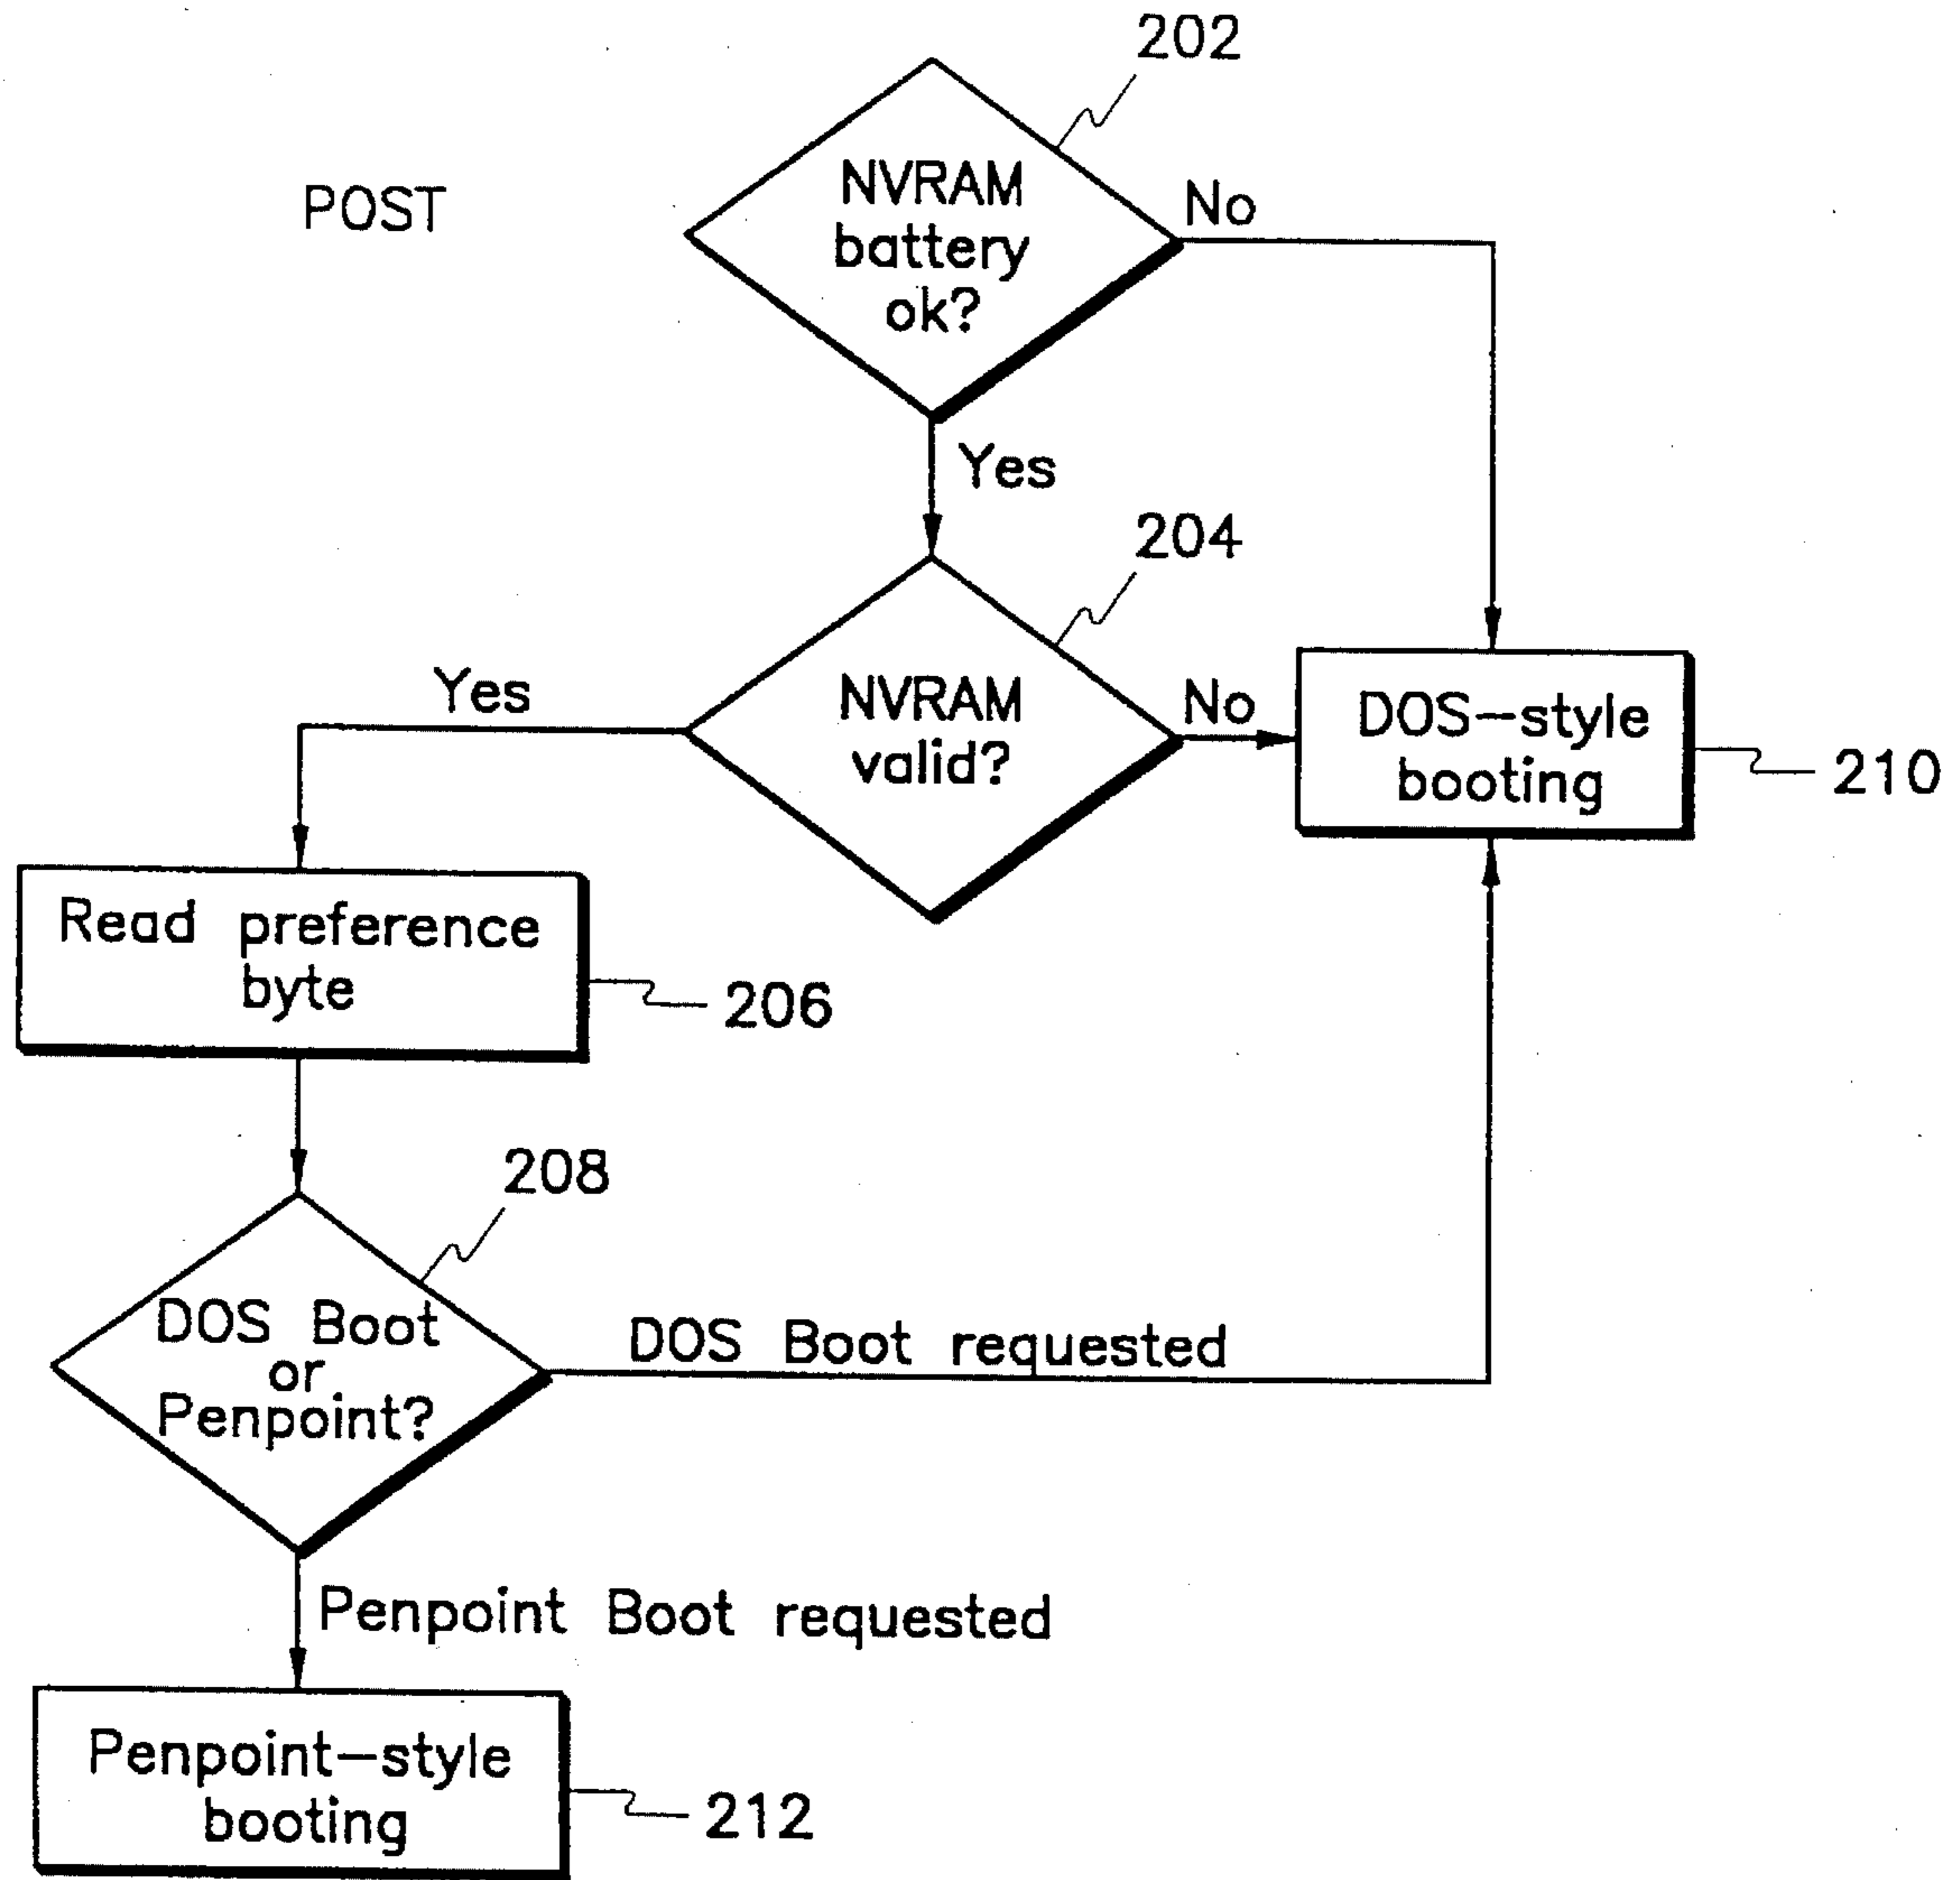 202
POST
NVRAM
battery
ok?
No
Yes
204
Yes
NVRAM
valid?
No
DOS-style
booting
210
Read preference
byte
206
208
DOS Boot
or
Penpoint?
DOS Boot requested
Penpoint Boot requested
Penpoint-style
booting
212